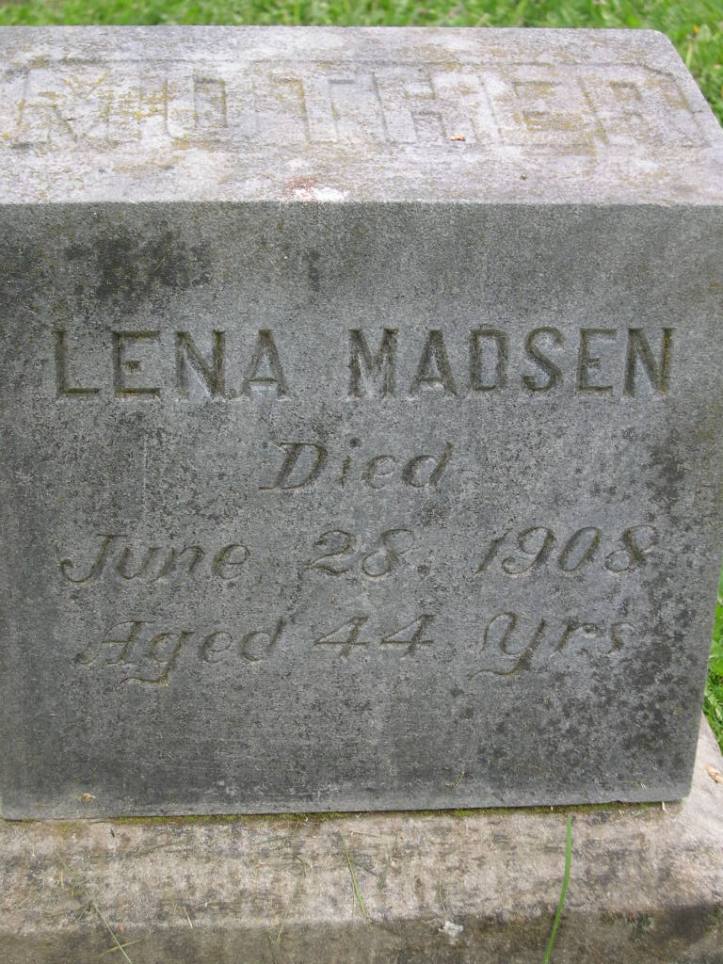 MOTHER
LENA MADSEN
Died
June 28, 1908
Aged 44 Yrs